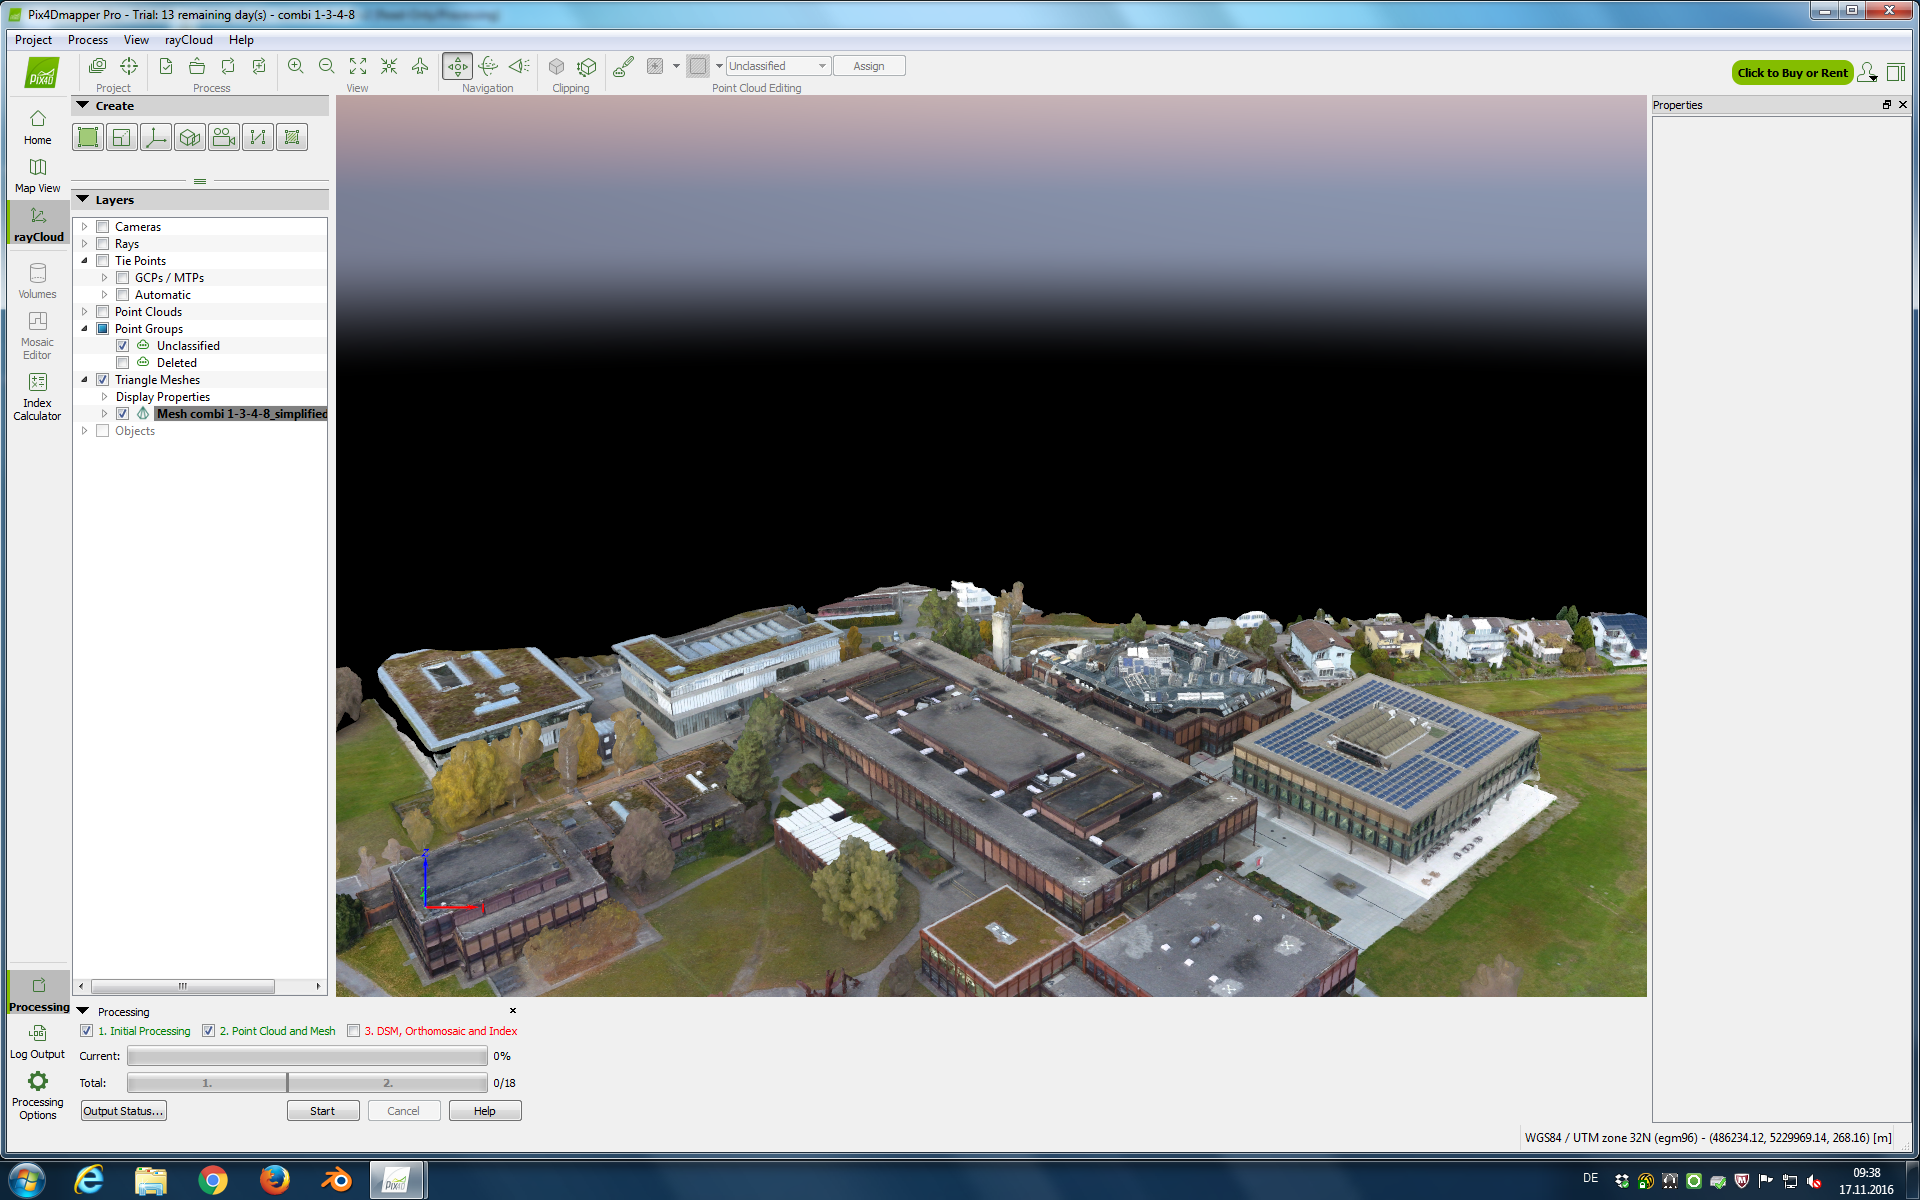 Pix4Dmapper Pro - Trial: 13 remaining day(s) - combi 1-3-4-8
Project Process View rayCloud Help
PIX4D
Project Process View Navigation Clipping Point Cloud Editing
Unclassified Assign
Click to Buy or Rent
Home
Map View
rayCloud
Volumes
Mosaic
Editor
Index
Calculator
Create
Layers
Cameras
Rays
Tie Points
GCPs / MTPs
Automatic
Point Clouds
Point Groups
Unclassified
Deleted
Triangle Meshes
Display Properties
Mesh combi 1-3-4-8_simplified
Objects
Properties
Z
Processing
Log Output
Processing
Options
Processing
1. Initial Processing 2. Point Cloud and Mesh 3. DSM, Orthomosaic and Index
Current: 0%
Total: 1. 2. 0/18
Output Status... Start Cancel Help
WGS84 / UTM zone 32N (egm96) - (486234.12, 5229969.14, 268.16) [m]
PIX4D
DE
09:38
17.11.2016